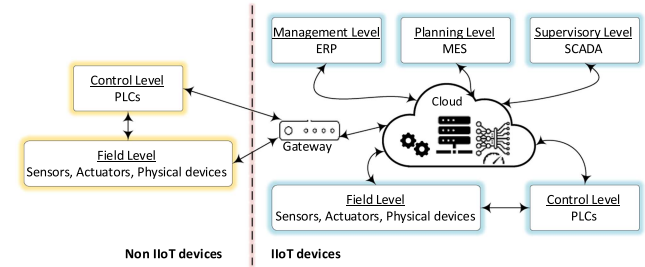 Management Level
ERP
Planning Level
MES
Supervisory Level
SCADA
Control Level
PLCs
Cloud
Gateway
Field Level
Sensors, Actuators, Physical devices
Field Level
Sensors, Actuators, Physical devices
Control Level
PLCs
Non IIoT devices
IIoT devices